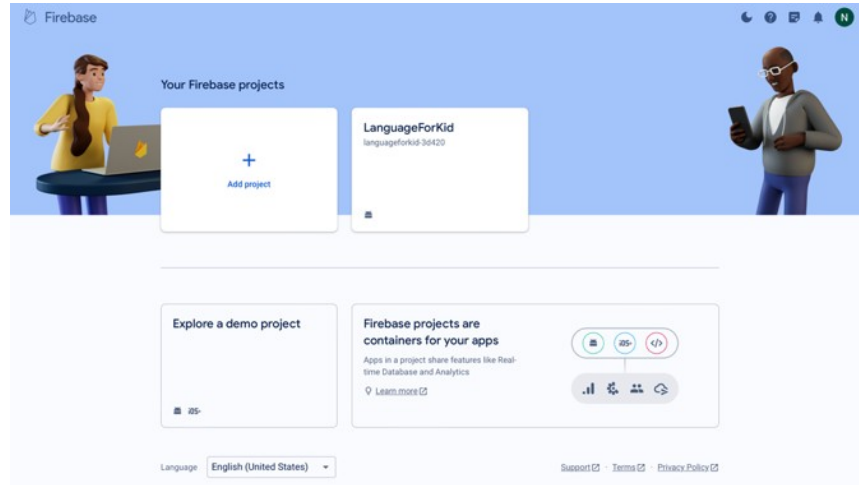 Firebase
N
Your Firebase projects
+
Add project
LanguageForKid
languageforkid-3d420
Explore a demo project
iOS+
Firebase projects are
containers for your apps
Apps in a project share features like Real-
time Database and Analytics
Learn more
iOS+
</>
Language
English (United States)
Support · Terms · Privacy Policy